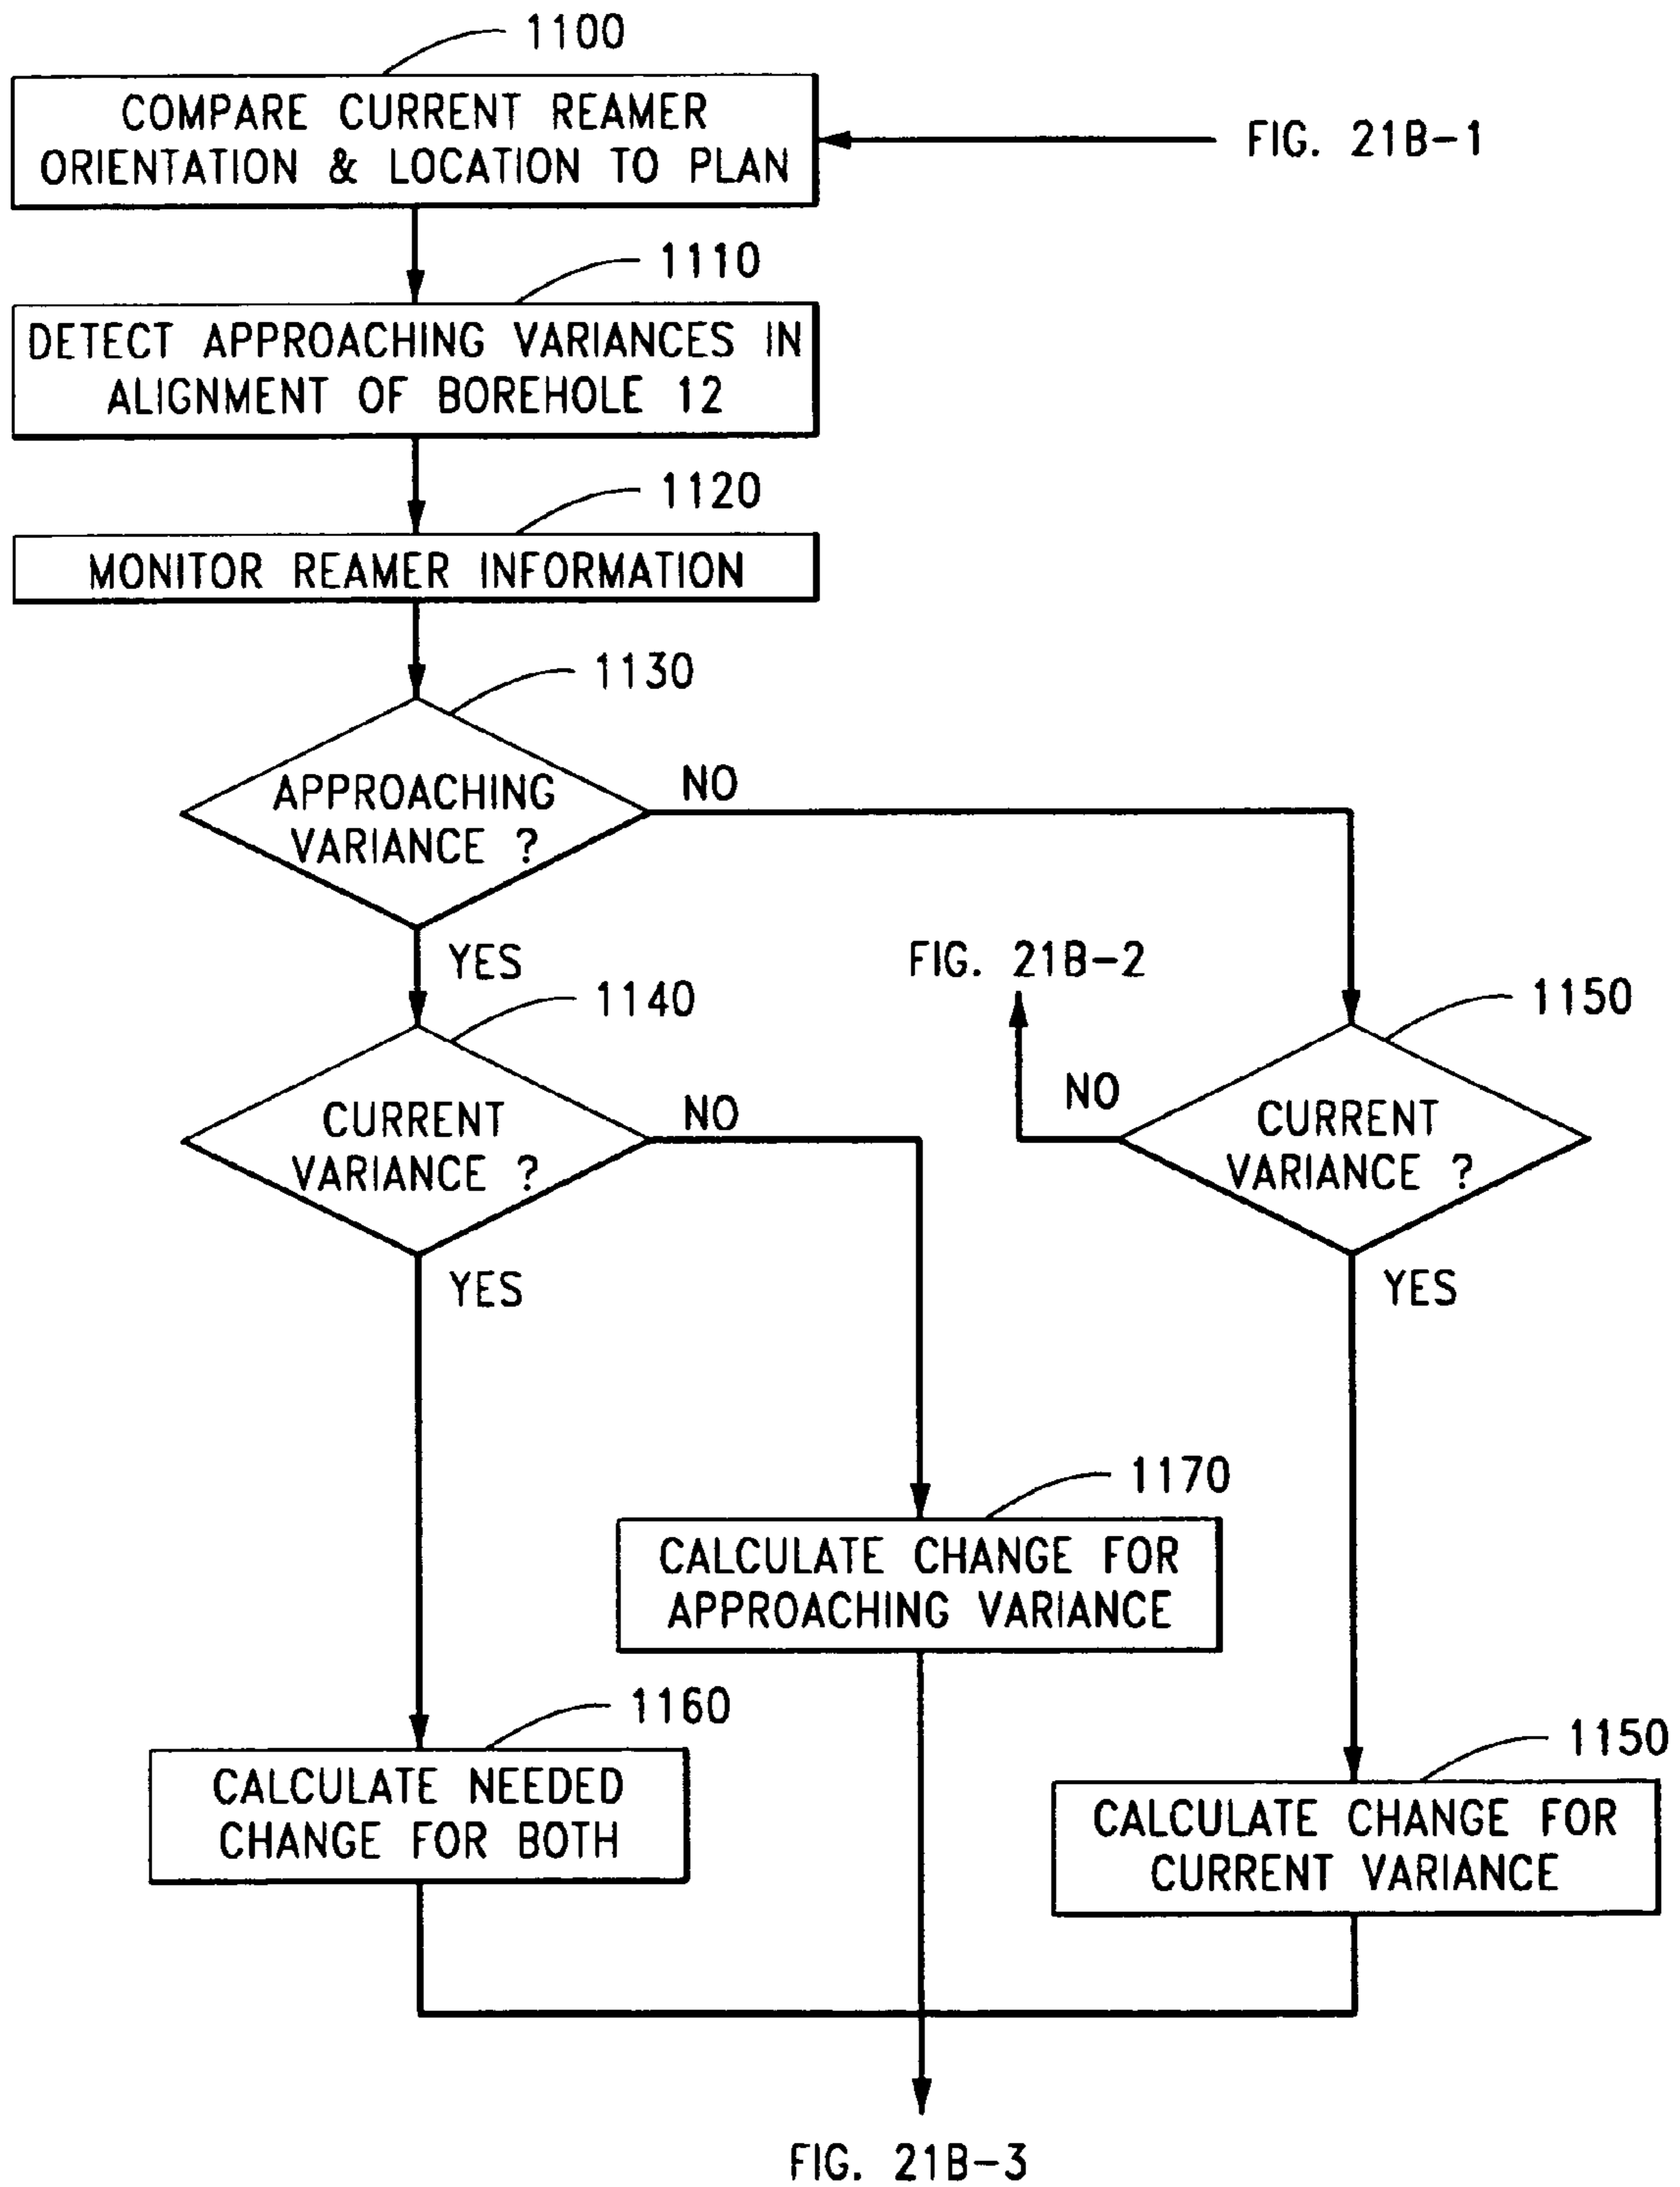 1100
COMPARE CURRENT REAMER
ORIENTATION & LOCATION TO PLAN
FIG. 21B-1
1110
DETECT APPROACHING VARIANCES IN
ALIGNMENT OF BOREHOLE 12
1120
MONITOR REAMER INFORMATION
1130
APPROACHING
VARIANCE ?
NO
YES
FIG. 21B-2
1140
CURRENT
VARIANCE ?
NO
YES
1150
NO
CURRENT
VARIANCE ?
YES
1170
CALCULATE CHANGE FOR
APPROACHING VARIANCE
1160
CALCULATE NEEDED
CHANGE FOR BOTH
1150
CALCULATE CHANGE FOR
CURRENT VARIANCE
FIG. 21B-3